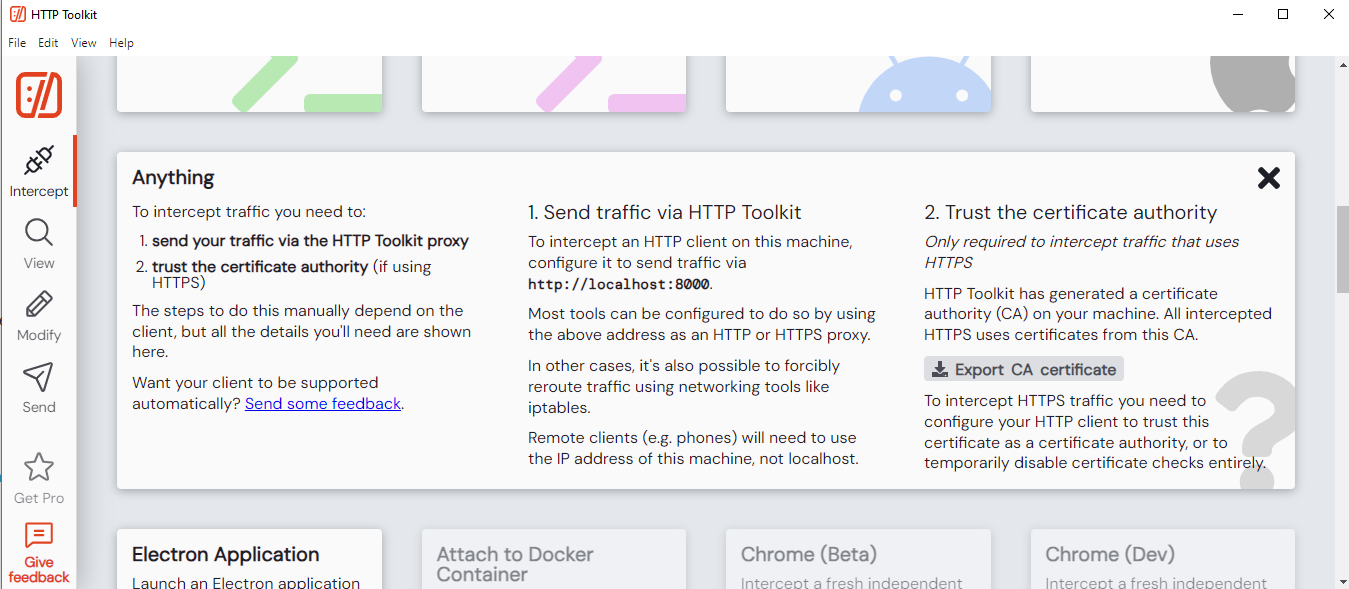 HTTP Toolkit
File Edit View Help
Intercept
View
Modify
Send
Get Pro
Give
feedback
Anything
To intercept traffic you need to:
1. send your traffic via the HTTP Toolkit proxy
2. trust the certificate authority (if using
HTTPS)
The steps to do this manually depend on the
client, but all the details you'll need are shown
here.
Want your client to be supported
automatically? Send some feedback.
1. Send traffic via HTTP Toolkit
To intercept an HTTP client on this machine,
configure it to send traffic via
http://localhost:8000.
Most tools can be configured to do so by using
the above address as an HTTP or HTTPS proxy.
In other cases, it's also possible to forcibly
reroute traffic using networking tools like
iptables.
Remote clients (e.g. phones) will need to use
the IP address of this machine, not localhost.
2. Trust the certificate authority
Only required to intercept traffic that uses
HTTPS
HTTP Toolkit has generated a certificate
authority (CA) on your machine. All intercepted
HTTPS uses certificates from this CA.
Export CA certificate
To intercept HTTPS traffic you need to
configure your HTTP client to trust this
certificate as a certificate authority, or to
temporarily disable certificate checks entirely.
?
Electron Application
Launch an Electron application
Attach to Docker
Container
Chrome (Beta)
Intercept a fresh independent
Chrome (Dev)
Intercept a fresh independent